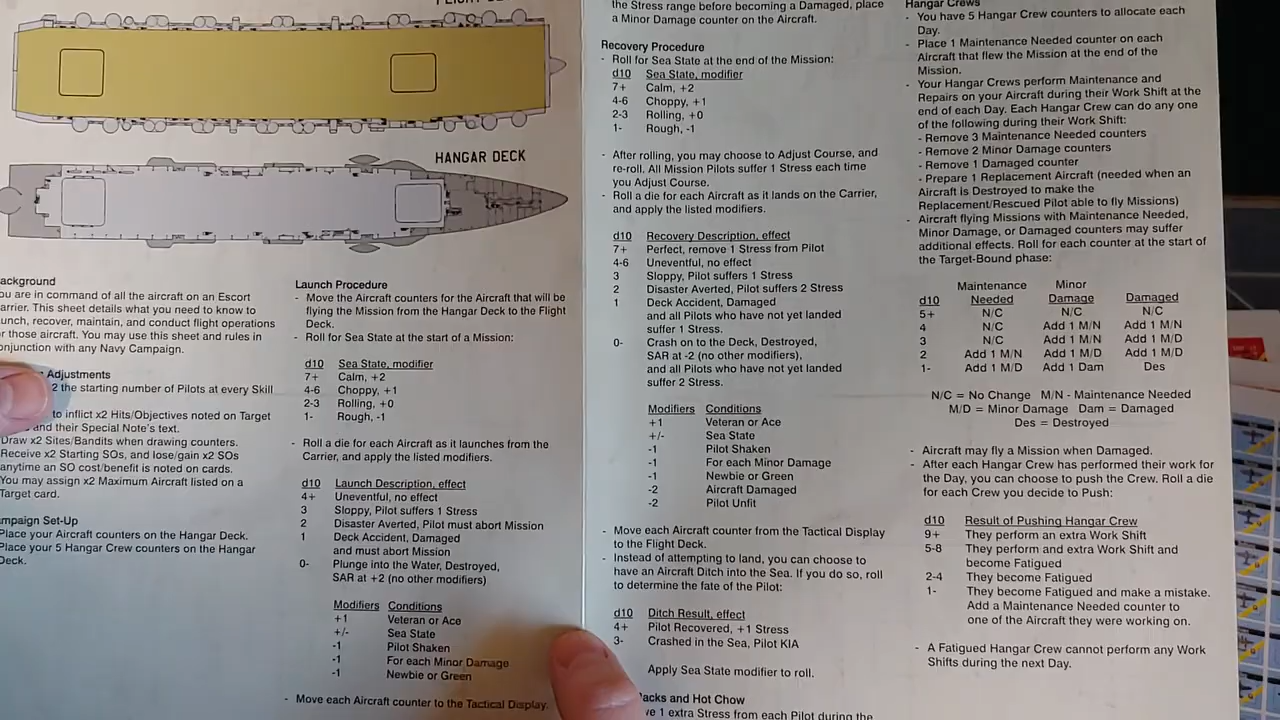 HANGAR DECK
ackground
ou are in command of all the aircraft on an Escort
arrier. This sheet details what you need to know to
unch, recover, maintain, and conduct flight operations
r those aircraft. You may use this sheet and rules in
onjunction with any Navy Campaign.
Adjustments
2 the starting number of Pilots at every Skill
to inflict x2 Hits/Objectives noted on Target
and their Special Note's text.
Draw x2 Sites/Bandits when drawing counters.
Receive x2 Starting SOs, and lose/gain x2 SOs
anytime an SO cost/benefit is noted on cards.
You may assign x2 Maximum Aircraft listed on a
Target card.
mpaign Set-Up
Place your Aircraft counters on the Hangar Deck.
Place your 5 Hangar Crew counters on the Hangar
Deck.
Launch Procedure
- Move the Aircraft counters for the Aircraft that will be
flying the Mission from the Hangar Deck to the Flight
Deck.
- Roll for Sea State at the start of a Mission:
d10 Sea State, modifier
7+ Calm, +2
4-6 Choppy, +1
2-3 Rolling, +0
1- Rough, -1
- Roll a die for each Aircraft as it launches from the
Carrier, and apply the listed modifiers.
d10 Launch Description, effect
4+ Uneventful, no effect
3 Sloppy, Pilot suffers 1 Stress
2 Disaster Averted, Pilot must abort Mission
1 Deck Accident, Damaged
and must abort Mission
0- Plunge into the Water, Destroyed,
SAR at +2 (no other modifiers)
Modifiers Conditions
+1 Veteran or Ace
+/- Sea State
-1 Pilot Shaken
-1 For each Minor Damage
-1 Newbie or Green
- Move each Aircraft counter to the Tactical Display.
the Stress range before becoming a Damaged, place
a Minor Damage counter on the Aircraft.
Recovery Procedure
- Roll for Sea State at the end of the Mission:
d10 Sea State, modifier
7+ Calm, +2
4-6 Choppy, +1
2-3 Rolling, +0
1- Rough, -1
- After rolling, you may choose to Adjust Course, and
re-roll. All Mission Pilots suffer 1 Stress each time
you Adjust Course.
- Roll a die for each Aircraft as it lands on the Carrier,
and apply the listed modifiers.
d10 Recovery Description, effect
7+ Perfect, remove 1 Stress from Pilot
4-6 Uneventful, no effect
3 Sloppy, Pilot suffers 1 Stress
2 Disaster Averted, Pilot suffers 2 Stress
1 Deck Accident, Damaged
and all Pilots who have not yet landed
suffer 1 Stress.
0- Crash on to the Deck, Destroyed,
SAR at -2 (no other modifiers),
and all Pilots who have not yet landed
suffer 2 Stress.
Modifiers Conditions
+1 Veteran or Ace
+/- Sea State
-1 Pilot Shaken
-1 For each Minor Damage
-1 Newbie or Green
-2 Aircraft Damaged
-2 Pilot Unfit
- Move each Aircraft counter from the Tactical Display
to the Flight Deck.
- Instead of attempting to land, you can choose to
have an Aircraft Ditch into the Sea. If you do so, roll
to determine the fate of the Pilot:
d10 Ditch Result, effect
4+ Pilot Recovered, +1 Stress
3- Crashed in the Sea, Pilot KIA
Apply Sea State modifier to roll.
acks and Hot Chow
ve 1 extra Stress from each Pilot during the
Hangar Crews
- You have 5 Hangar Crew counters to allocate each
Day.
- Place 1 Maintenance Needed counter on each
Aircraft that flew the Mission at the end of the
Mission.
- Your Hangar Crews perform Maintenance and
Repairs on your Aircraft during their Work Shift at the
end of each Day. Each Hangar Crew can do any one
of the following during their Work Shift:
- Remove 3 Maintenance Needed counters
- Remove 2 Minor Damage counters
- Remove 1 Damaged counter
- Prepare 1 Replacement Aircraft (needed when an
Aircraft is Destroyed to make the
Replacement/Rescued Pilot able to fly Missions)
- Aircraft flying Missions with Maintenance Needed,
Minor Damage, or Damaged counters may suffer
additional effects. Roll for each counter at the start of
the Target-Bound phase:
Maintenance Minor
d10 Needed Damage Damaged
5+ N/C N/C N/C
4 N/C Add 1 M/N Add 1 M/N
3 N/C Add 1 M/N Add 1 M/D
2 Add 1 M/N Add 1 M/D Add 1 M/D
1- Add 1 M/D Add 1 Dam Des
N/C = No Change M/N - Maintenance Needed
M/D = Minor Damage Dam = Damaged
Des = Destroyed
- Aircraft may fly a Mission when Damaged.
- After each Hangar Crew has performed their work for
the Day, you can choose to push the Crew. Roll a die
for each Crew you decide to Push:
d10 Result of Pushing Hangar Crew
9+ They perform an extra Work Shift
5-8 They perform and extra Work Shift and
become Fatigued
2-4 They become Fatigued
1- They become Fatigued and make a mistake.
Add a Maintenance Needed counter to
one of the Aircraft they were working on.
- A Fatigued Hangar Crew cannot perform any Work
Shifts during the next Day.